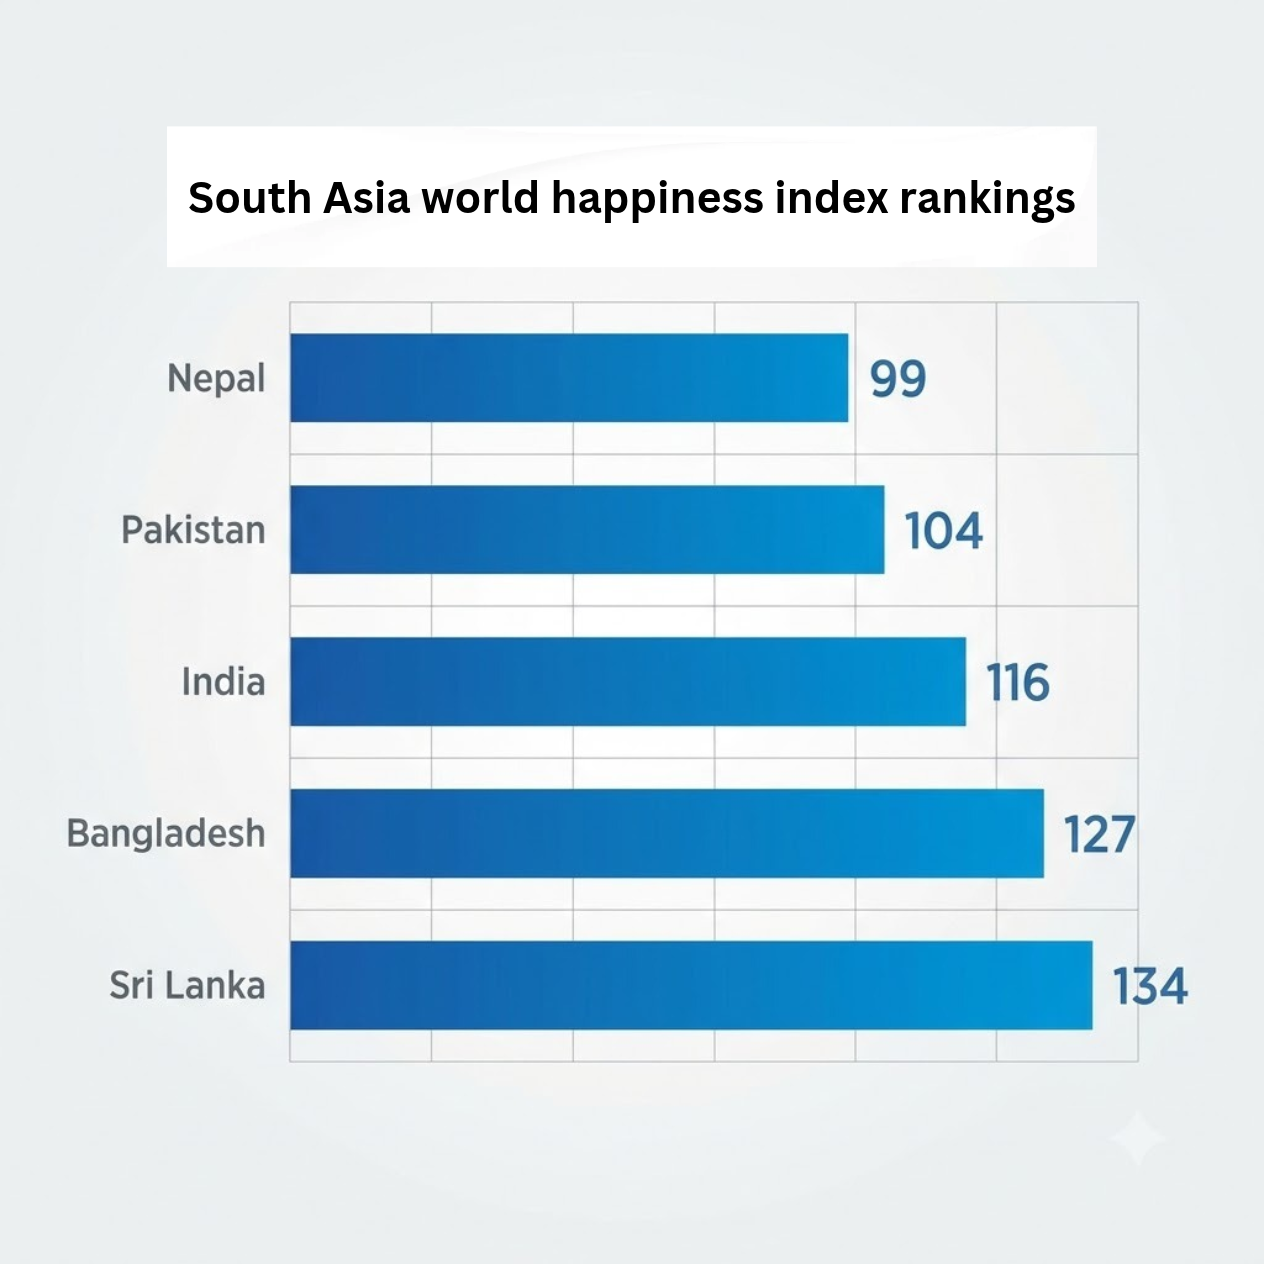 South Asia world happiness index rankings
Nepal 99
Pakistan 104
India 116
Bangladesh 127
Sri Lanka 134